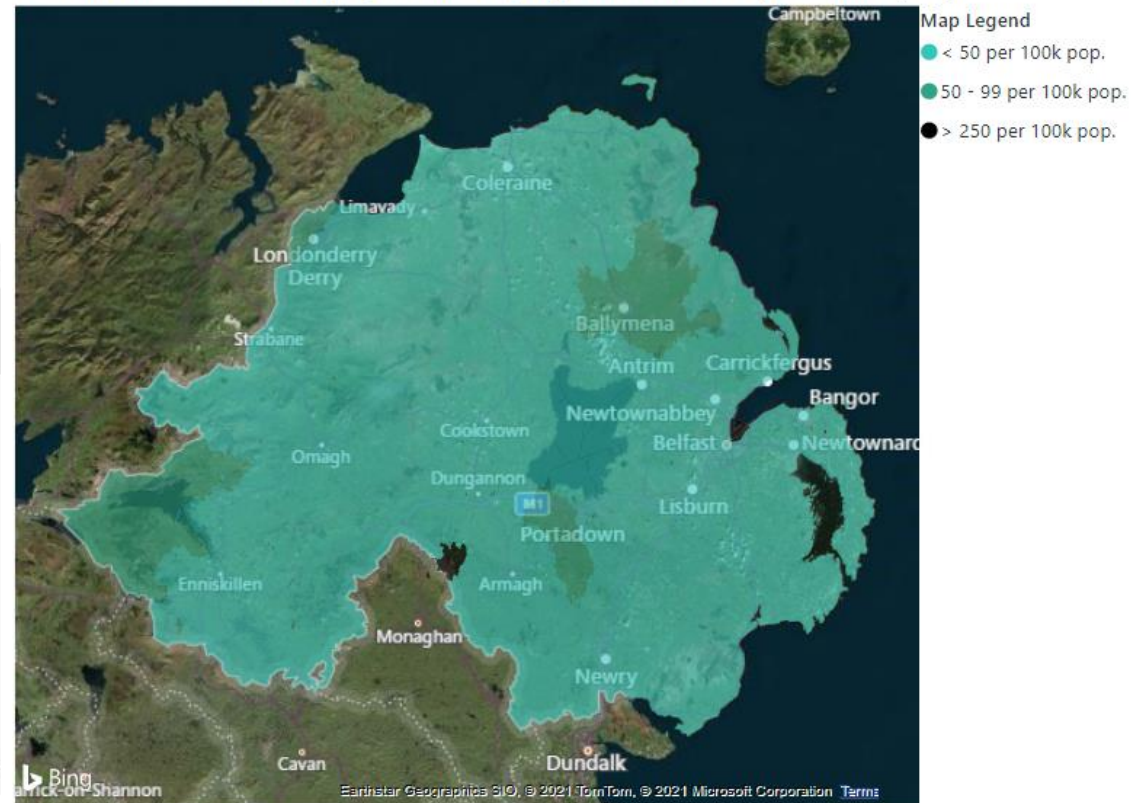 Campbeltown
Map Legend
< 50 per 100k pop.
50 - 99 per 100k pop.
> 250 per 100k pop.
Coleraine
Limavady
Londonderry
Derry
Strabane
Ballymena
Antrim
Carrickfergus
Bangor
Newtownabbey
Belfast
Newtownard
Cookstown
Omagh
Dungannon
M1
Lisburn
Portadown
Enniskillen
Armagh
Monaghan
Newry
Cavan
Dundalk
Bing
arrick-on-Shannon
Earthstar Geographics SIO, © 2021 TomTom, © 2021 Microsoft Corporation Terms